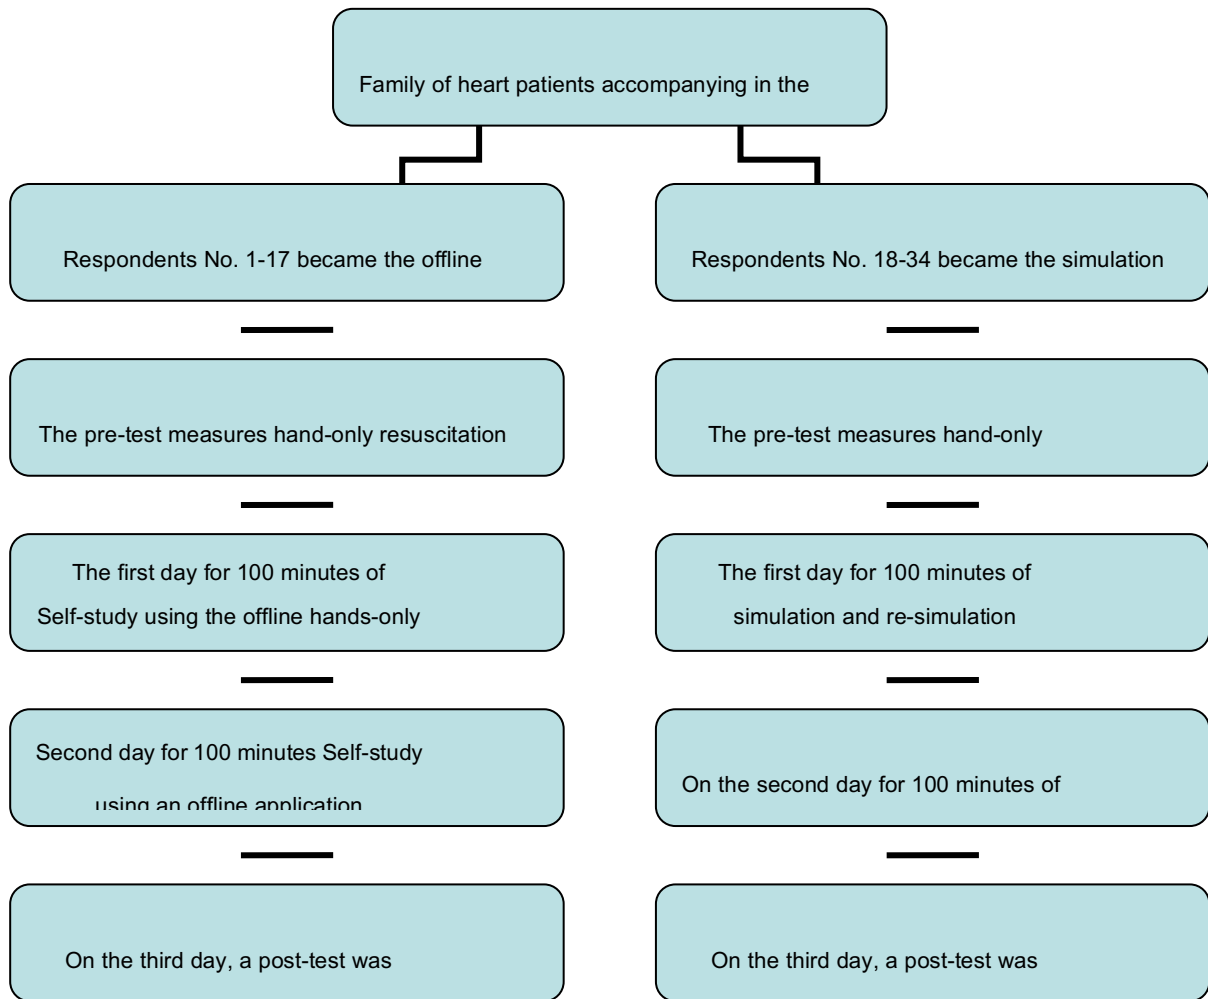 Family of heart patients accompanying in the
Respondents No. 1-17 became the offline
Respondents No. 18-34 became the simulation
The pre-test measures hand-only resuscitation
The pre-test measures hand-only
The first day for 100 minutes of
Self-study using the offline hands-only
The first day for 100 minutes of
simulation and re-simulation
Second day for 100 minutes Self-study
using an offline application
On the second day for 100 minutes of
On the third day, a post-test was
On the third day, a post-test was